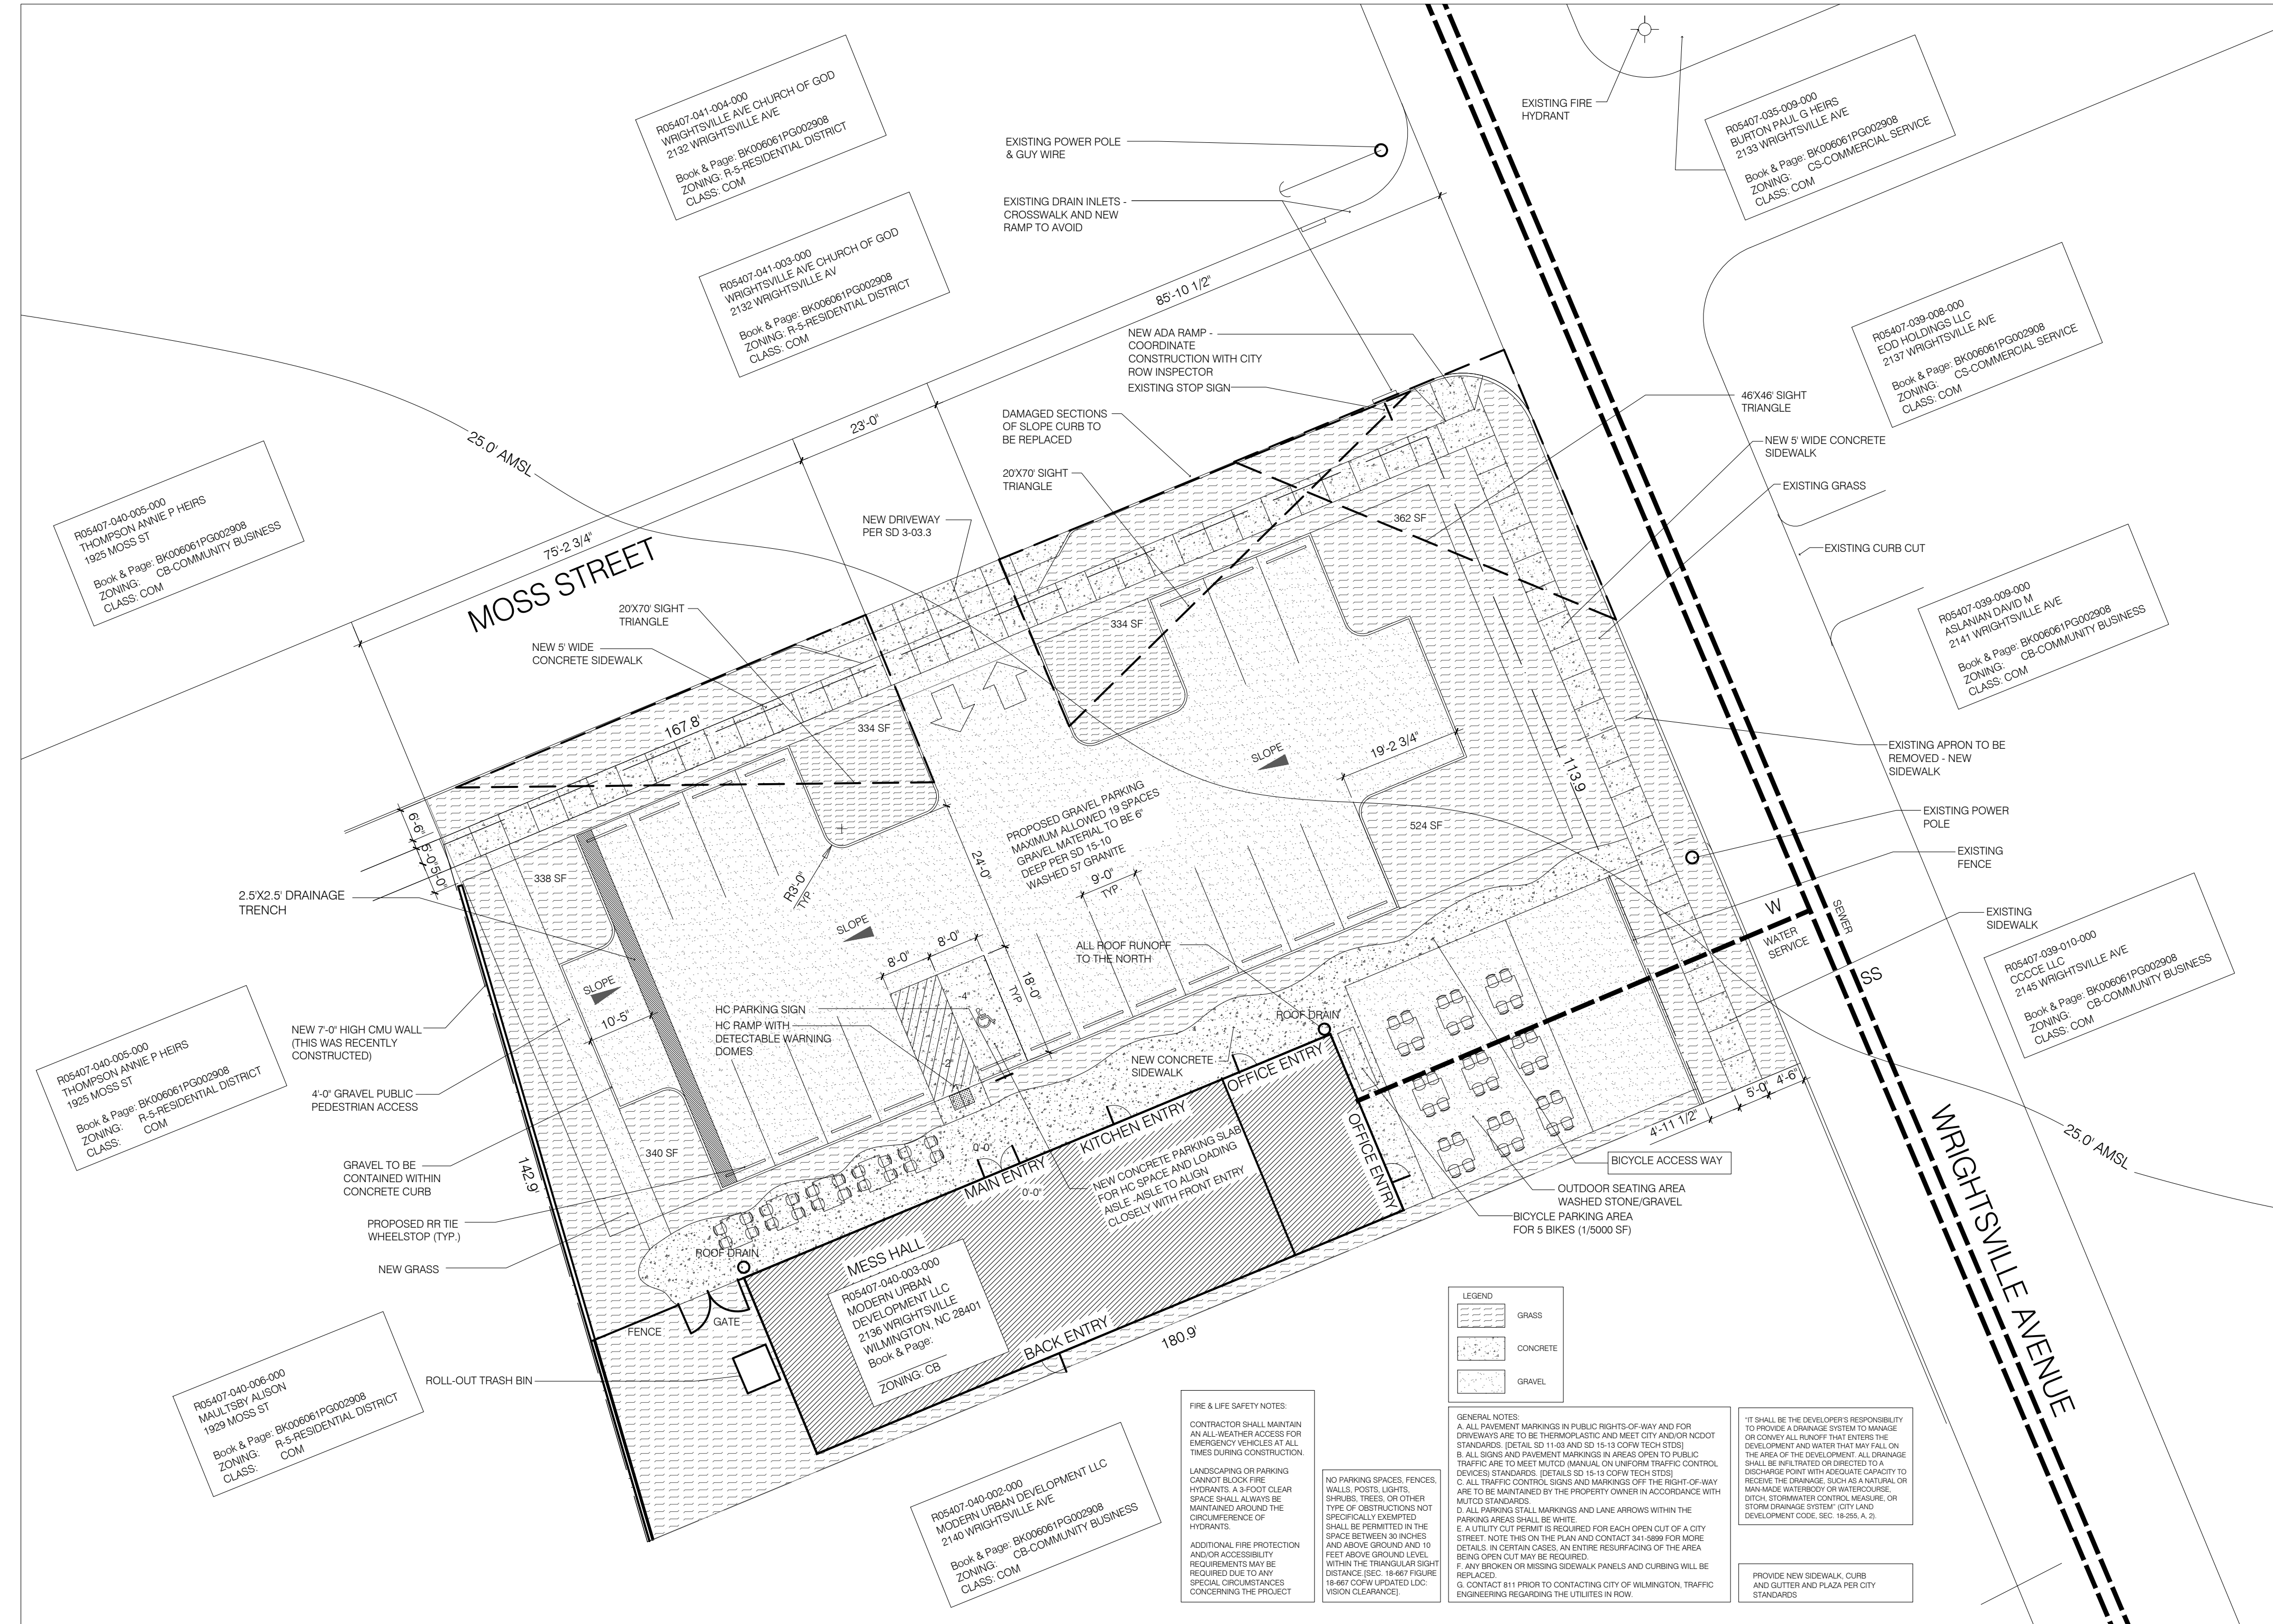 R05407-041-004-000
WRIGHTSVILLE AVE CHURCH OF GOD
2132 WRIGHTSVILLE AVE
Book & Page: BK006061PG002908
ZONING: R-5-RESIDENTIAL DISTRICT
CLASS: COM
R05407-041-003-000
WRIGHTSVILLE AVE CHURCH OF GOD
2132 WRIGHTSVILLE AV
Book & Page: BK006061PG002908
ZONING: R-5-RESIDENTIAL DISTRICT
CLASS: COM
EXISTING POWER POLE
& GUY WIRE
EXISTING DRAIN INLETS -
CROSSWALK AND NEW
RAMP TO AVOID
EXISTING FIRE
HYDRANT
R05407-035-009-000
BURTON PAUL G HEIRS
2133 WRIGHTSVILLE AVE
Book & Page: BK006061PG002908
ZONING: CS-COMMERCIAL SERVICE
CLASS: COM
R05407-039-008-000
EOD HOLDINGS LLC
2137 WRIGHTSVILLE AVE
Book & Page: BK006061PG002908
ZONING: CS-COMMERCIAL SERVICE
CLASS: COM
85'-10 1/2"
23'-0"
75'-2 3/4"
25.0' AMSL
MOSS STREET
NEW ADA RAMP -
COORDINATE
CONSTRUCTION WITH CITY
ROW INSPECTOR
EXISTING STOP SIGN
DAMAGED SECTIONS
OF SLOPE CURB TO
BE REPLACED
20'X70' SIGHT
TRIANGLE
NEW DRIVEWAY
PER SD 3-03.3
46'X46' SIGHT
TRIANGLE
NEW 5' WIDE CONCRETE
SIDEWALK
EXISTING GRASS
EXISTING CURB CUT
R05407-040-005-000
THOMPSON ANNIE P HEIRS
1925 MOSS ST
Book & Page: BK006061PG002908
ZONING: CB-COMMUNITY BUSINESS
CLASS: COM
R05407-039-009-000
ASLANIAN DAVID M
2141 WRIGHTSVILLE AVE
Book & Page: BK006061PG002908
ZONING: CB-COMMUNITY BUSINESS
CLASS: COM
20'X70' SIGHT
TRIANGLE
NEW 5' WIDE
CONCRETE SIDEWALK
167.8'
334 SF
334 SF
362 SF
524 SF
338 SF
340 SF
SLOPE
SLOPE
SLOPE
19'-2 3/4"
113.9
PROPOSED GRAVEL PARKING
MAXIMUM ALLOWED 19 SPACES
GRAVEL MATERIAL TO BE 6"
DEEP PER SD 15-10
WASHED 57 GRANITE
24'-0"
9'-0"
TYP
R3-0"
TYP.
8'-0"
8'-0"
18'-0"
TYP
10'-5"
6'-6"
5'-0"
5'-0"
-4"
-2"
EXISTING APRON TO BE
REMOVED - NEW
SIDEWALK
EXISTING POWER
POLE
EXISTING
FENCE
EXISTING
SIDEWALK
W
WATER
SERVICE
SEWER
SS
R05407-039-010-000
CCCCE LLC
2145 WRIGHTSVILLE AVE
Book & Page: BK006061PG002908
ZONING: CB-COMMUNITY BUSINESS
CLASS: COM
2.5'X2.5' DRAINAGE
TRENCH
ALL ROOF RUNOFF
TO THE NORTH
HC PARKING SIGN
HC RAMP WITH
DETECTABLE WARNING
DOMES
NEW 7'-0" HIGH CMU WALL
(THIS WAS RECENTLY
CONSTRUCTED)
4'-0" GRAVEL PUBLIC
PEDESTRIAN ACCESS
GRAVEL TO BE
CONTAINED WITHIN
CONCRETE CURB
PROPOSED RR TIE
WHEELSTOP (TYP.)
NEW GRASS
R05407-040-005-000
THOMPSON ANNIE P HEIRS
1925 MOSS ST
Book & Page: BK006061PG002908
ZONING: R-5-RESIDENTIAL DISTRICT
CLASS: COM
142.9'
NEW CONCRETE
SIDEWALK
ROOF DRAIN
OFFICE ENTRY
OFFICE ENTRY
KITCHEN ENTRY
MAIN ENTRY
0'-0"
0'-0"
NEW CONCRETE PARKING SLAB
FOR HC SPACE AND LOADING
AISLE -AISLE TO ALIGN
CLOSELY WITH FRONT ENTRY
4'-11 1/2"
5'-0"
4'-6"
BICYCLE ACCESS WAY
OUTDOOR SEATING AREA
WASHED STONE/GRAVEL
BICYCLE PARKING AREA
FOR 5 BIKES (1/5000 SF)
WRIGHTSVILLE AVENUE
25.0' AMSL
ROOF DRAIN
MESS HALL
R05407-040-003-000
MODERN URBAN
DEVELOPMENT LLC
2136 WRIGHTSVILLE
WILMINGTON, NC 28401
Book & Page:
ZONING: CB
BACK ENTRY
180.9'
FENCE
GATE
ROLL-OUT TRASH BIN
R05407-040-006-000
MAULTSBY ALISON
1929 MOSS ST
Book & Page: BK006061PG002908
ZONING: R-5-RESIDENTIAL DISTRICT
CLASS: COM
R05407-040-002-000
MODERN URBAN DEVELOPMENT LLC
2140 WRIGHTSVILLE AVE
Book & Page: BK006061PG002908
ZONING: CB-COMMUNITY BUSINESS
CLASS: COM
LEGEND
GRASS
CONCRETE
GRAVEL
FIRE & LIFE SAFETY NOTES:
CONTRACTOR SHALL MAINTAIN
AN ALL-WEATHER ACCESS FOR
EMERGENCY VEHICLES AT ALL
TIMES DURING CONSTRUCTION.
LANDSCAPING OR PARKING
CANNOT BLOCK FIRE
HYDRANTS. A 3-FOOT CLEAR
SPACE SHALL ALWAYS BE
MAINTAINED AROUND THE
CIRCUMFERENCE OF
HYDRANTS.
ADDITIONAL FIRE PROTECTION
AND/OR ACCESSIBILITY
REQUIREMENTS MAY BE
REQUIRED DUE TO ANY
SPECIAL CIRCUMSTANCES
CONCERNING THE PROJECT
NO PARKING SPACES, FENCES,
WALLS, POSTS, LIGHTS,
SHRUBS, TREES, OR OTHER
TYPE OF OBSTRUCTIONS NOT
SPECIFICALLY EXEMPTED
SHALL BE PERMITTED IN THE
SPACE BETWEEN 30 INCHES
AND ABOVE GROUND AND 10
FEET ABOVE GROUND LEVEL
WITHIN THE TRIANGULAR SIGHT
DISTANCE.[SEC. 18-667 FIGURE
18-667 COFW UPDATED LDC:
VISION CLEARANCE].
GENERAL NOTES:
A. ALL PAVEMENT MARKINGS IN PUBLIC RIGHTS-OF-WAY AND FOR
DRIVEWAYS ARE TO BE THERMOPLASTIC AND MEET CITY AND/OR NCDOT
STANDARDS. [DETAIL SD 11-03 AND SD 15-13 COFW TECH STDS]
B. ALL SIGNS AND PAVEMENT MARKINGS IN AREAS OPEN TO PUBLIC
TRAFFIC ARE TO MEET MUTCD (MANUAL ON UNIFORM TRAFFIC CONTROL
DEVICES) STANDARDS. [DETAILS SD 15-13 COFW TECH STDS]
C. ALL TRAFFIC CONTROL SIGNS AND MARKINGS OFF THE RIGHT-OF-WAY
ARE TO BE MAINTAINED BY THE PROPERTY OWNER IN ACCORDANCE WITH
MUTCD STANDARDS.
D. ALL PARKING STALL MARKINGS AND LANE ARROWS WITHIN THE
PARKING AREAS SHALL BE WHITE.
E. A UTILITY CUT PERMIT IS REQUIRED FOR EACH OPEN CUT OF A CITY
STREET. NOTE THIS ON THE PLAN AND CONTACT 341-5899 FOR MORE
DETAILS. IN CERTAIN CASES, AN ENTIRE RESURFACING OF THE AREA
BEING OPEN CUT MAY BE REQUIRED.
F. ANY BROKEN OR MISSING SIDEWALK PANELS AND CURBING WILL BE
REPLACED.
G. CONTACT 811 PRIOR TO CONTACTING CITY OF WILMINGTON, TRAFFIC
ENGINEERING REGARDING THE UTILIITES IN ROW.
"IT SHALL BE THE DEVELOPER'S RESPONSIBILITY
TO PROVIDE A DRAINAGE SYSTEM TO MANAGE
OR CONVEY ALL RUNOFF THAT ENTERS THE
DEVELOPMENT AND WATER THAT MAY FALL ON
THE AREA OF THE DEVELOPMENT. ALL DRAINAGE
SHALL BE INFILTRATED OR DIRECTED TO A
DISCHARGE POINT WITH ADEQUATE CAPACITY TO
RECEIVE THE DRAINAGE, SUCH AS A NATURAL OR
MAN-MADE WATERBODY OR WATERCOURSE,
DITCH, STORMWATER CONTROL MEASURE, OR
STORM DRAINAGE SYSTEM" (CITY LAND
DEVELOPMENT CODE, SEC. 18-255, A, 2).
PROVIDE NEW SIDEWALK, CURB
AND GUTTER AND PLAZA PER CITY
STANDARDS